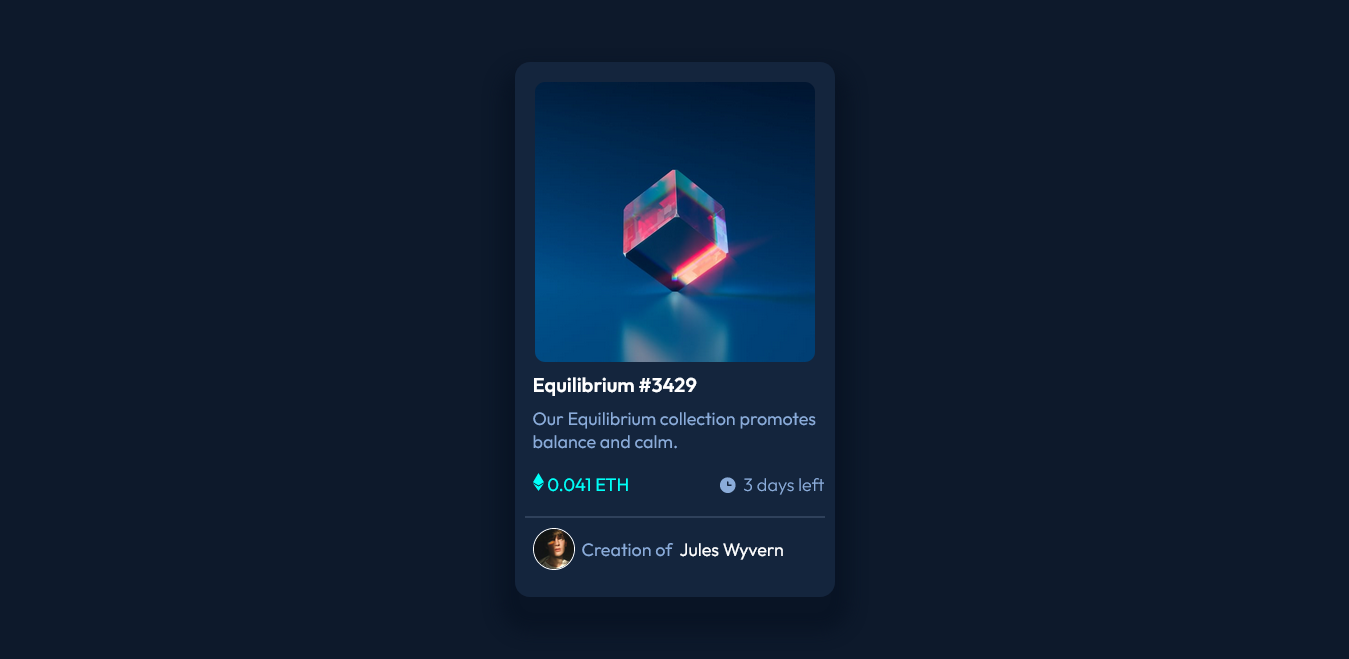 Equilibrium #3429
Our Equilibrium collection promotes
balance and calm.
0.041 ETH 3 days left
Creation of Jules Wyvern